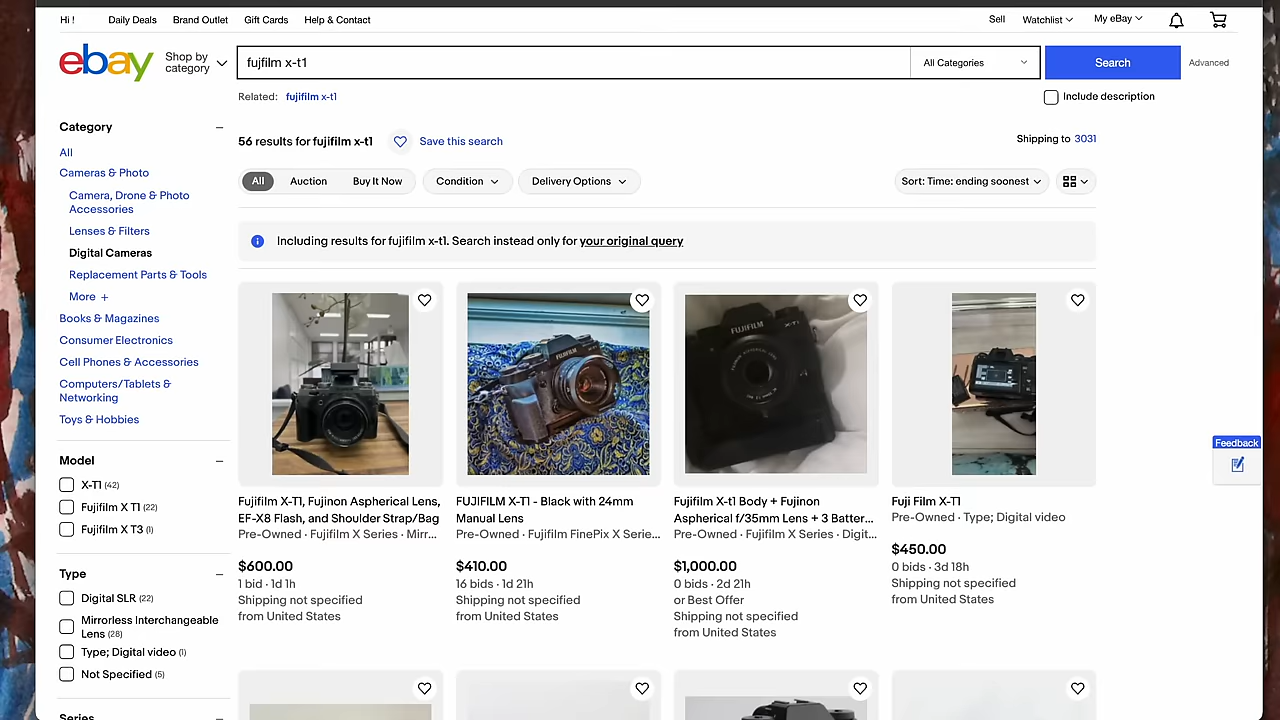 Hi !
Daily Deals
Brand Outlet
Gift Cards
Help & Contact
Sell
Watchlist
My eBay
ebay
Shop by
category
fujfilm x-t1
All Categories
Search
Advanced
Related: fujifilm x-t1
Include description
Category
All
Cameras & Photo
Camera, Drone & Photo
Accessories
Lenses & Filters
Digital Cameras
Replacement Parts & Tools
More +
Books & Magazines
Consumer Electronics
Cell Phones & Accessories
Computers/Tablets &
Networking
Toys & Hobbies
Model
X-T1 (42)
Fujifilm X T1 (22)
Fujifilm X T3 (1)
Type
Digital SLR (22)
Mirrorless Interchangeable
Lens (28)
Type; Digital video (1)
Not Specified (5)
Series
56 results for fujifilm x-t1
Save this search
Shipping to 3031
All
Auction
Buy It Now
Condition
Delivery Options
Sort: Time: ending soonest
Including results for fujifilm x-t1. Search instead only for your original query
FUJIFILM
FUJIFILM
X-T1
Fujifilm X-T1, Fujinon Aspherical Lens,
EF-X8 Flash, and Shoulder Strap/Bag
Pre-Owned · Fujifilm X Series · Mirr...
$600.00
1 bid · 1d 1h
Shipping not specified
from United States
FUJIFILM X-T1 - Black with 24mm
Manual Lens
Pre-Owned · Fujifilm FinePix X Serie...
$410.00
16 bids · 1d 21h
Shipping not specified
from United States
Fujifilm X-t1 Body + Fujinon
Aspherical f/35mm Lens + 3 Batter...
Pre-Owned · Fujifilm X Series · Digit...
$1,000.00
0 bids · 2d 21h
or Best Offer
Shipping not specified
from United States
Fuji Film X-T1
Pre-Owned · Type; Digital video
$450.00
0 bids · 3d 18h
Shipping not specified
from United States
Feedback